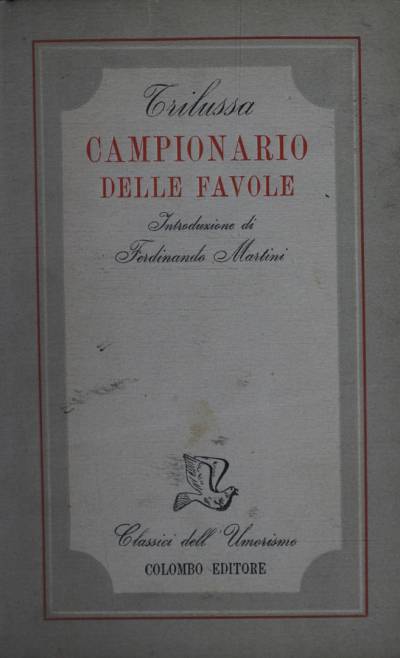 Trilussa
CAMPIONARIO
DELLE FAVOLE
Introduzione di
Ferdinando Martini
Classici dell'Umorismo
COLOMBO EDITORE